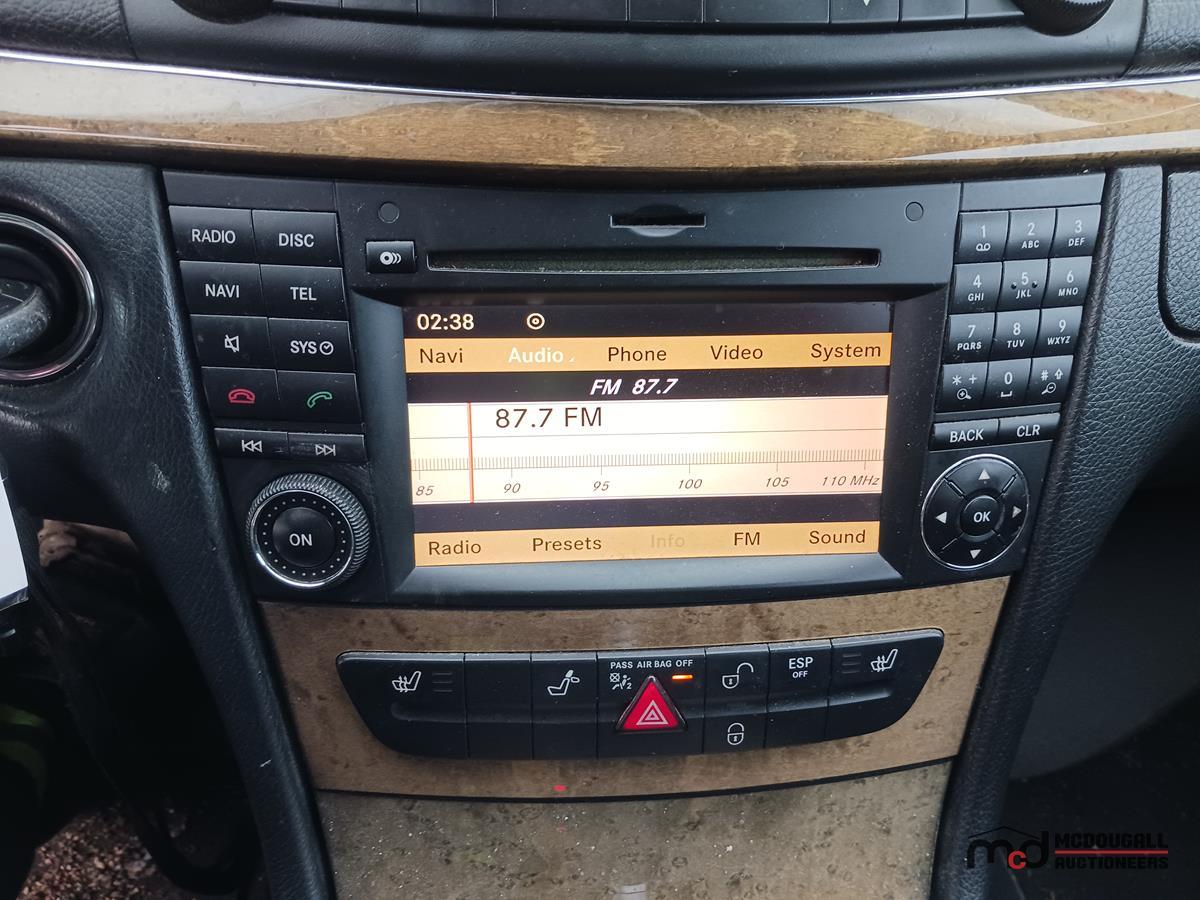 RADIO DISC
NAVI TEL
SYS
ON
02:38
Navi Audio Phone Video System
FM 87.7
87.7 FM
85 90 95 100 105 110 MHz
Radio Presets Info FM Sound
1 2 ABC 3 DEF
4 GHI 5 JKL 6 MNO
7 PQRS 8 TUV 9 WXYZ
* + 0 #
BACK CLR
OK
PASS AIR BAG OFF
2
ESP
OFF
mcd MCDOUGALL
AUCTIONEERS